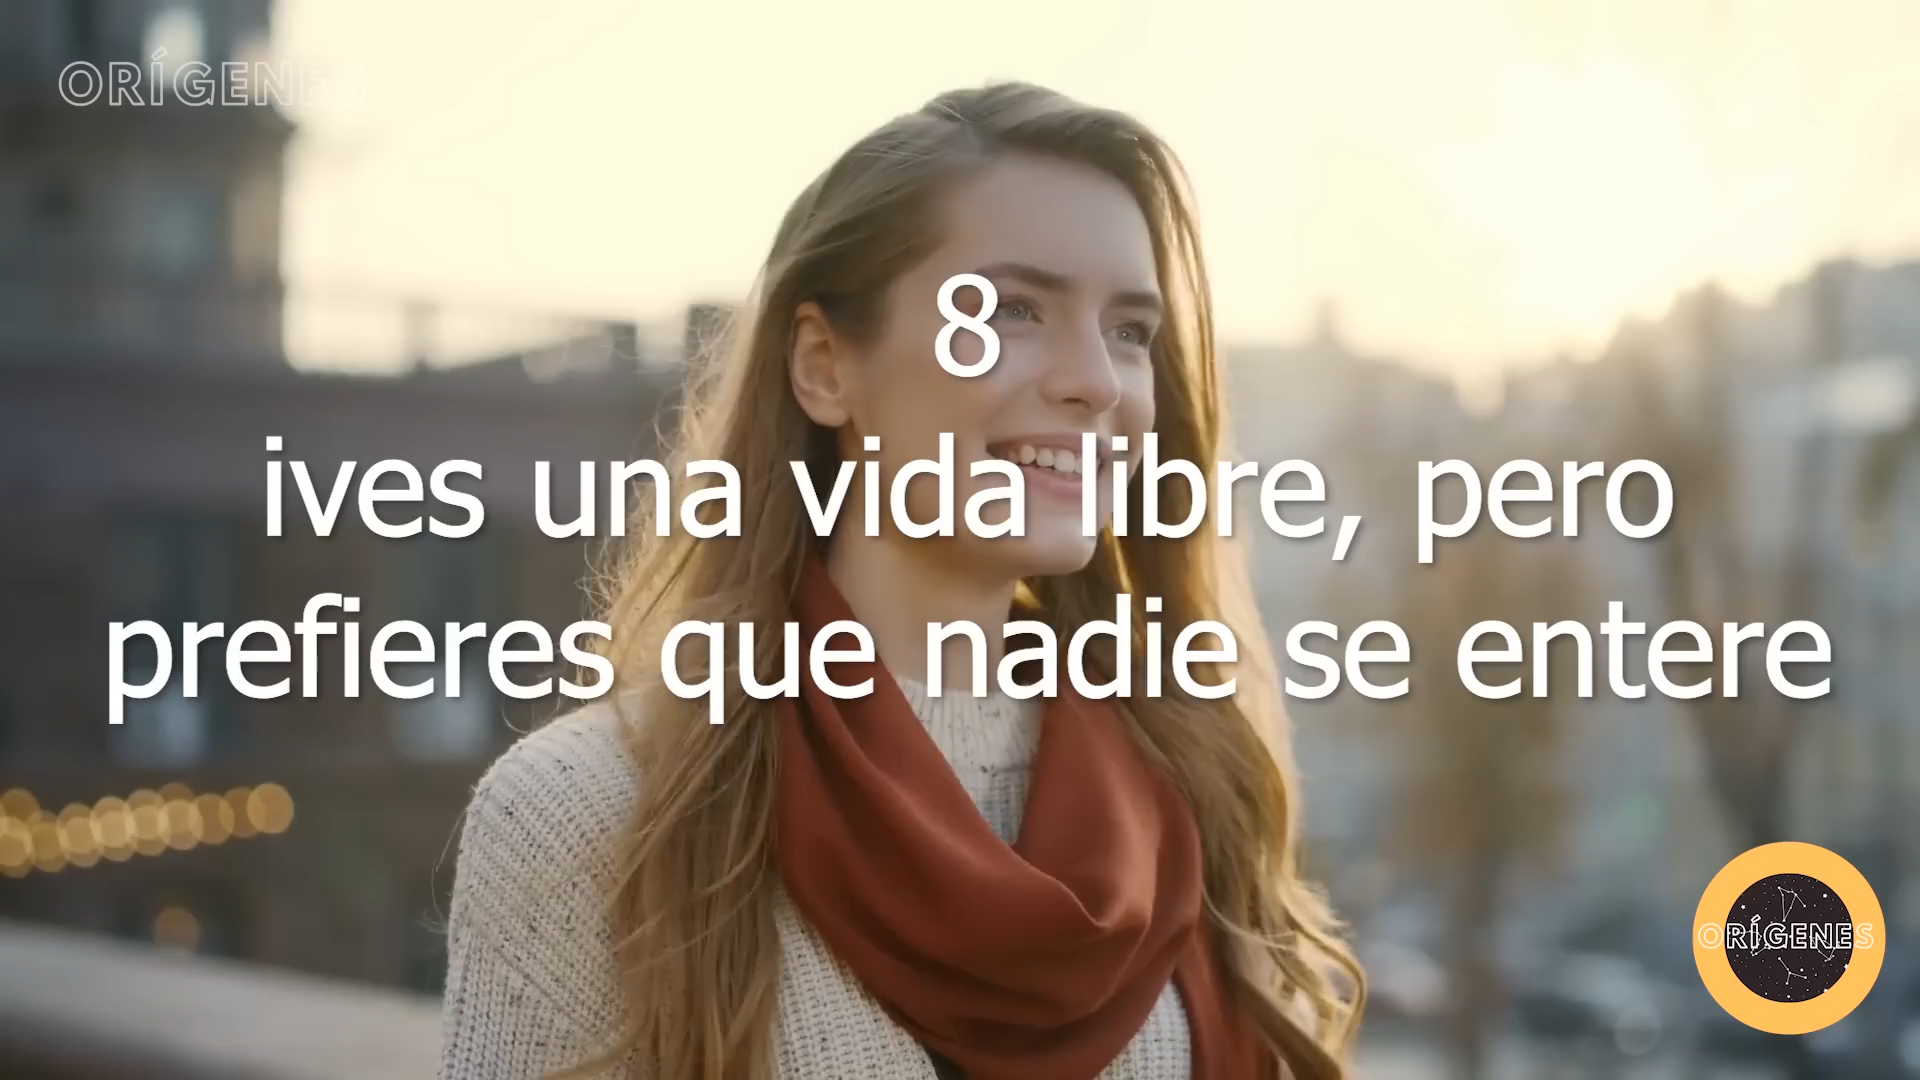 ORÍGENES
8
ives una vida libre, pero
prefieres que nadie se entere
ORÍGENES